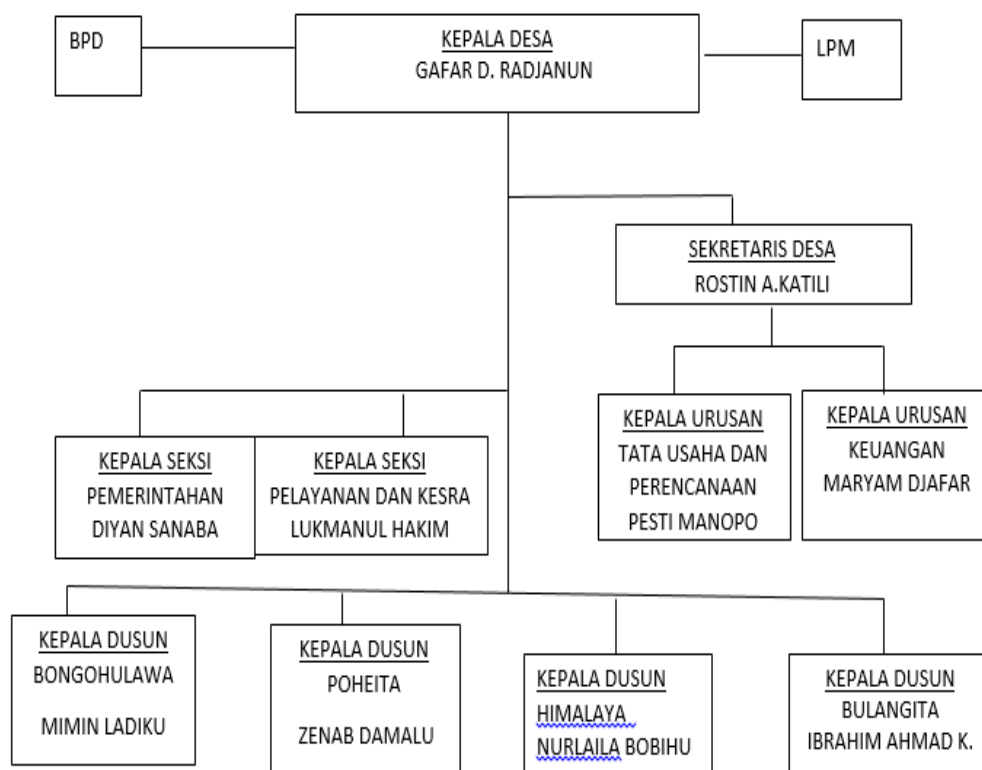 BPD
KEPALA DESA
GAFAR D. RADJANUN
LPM
SEKRETARIS DESA
ROSTIN A.KATILI
KEPALA SEKSI
PEMERINTAHAN
DIYAN SANABA
KEPALA SEKSI
PELAYANAN DAN KESRA
LUKMANUL HAKIM
KEPALA URUSAN
TATA USAHA DAN
PERENCANAAN
PESTI MANOPO
KEPALA URUSAN
KEUANGAN
MARYAM DJAFAR
KEPALA DUSUN
BONGOHULAWA
MIMIN LADIKU
KEPALA DUSUN
POHEITA
ZENAB DAMALU
KEPALA DUSUN
HIMALAYA
NURLAILA BOBIHU
KEPALA DUSUN
BULANGITA
IBRAHIM AHMAD K.